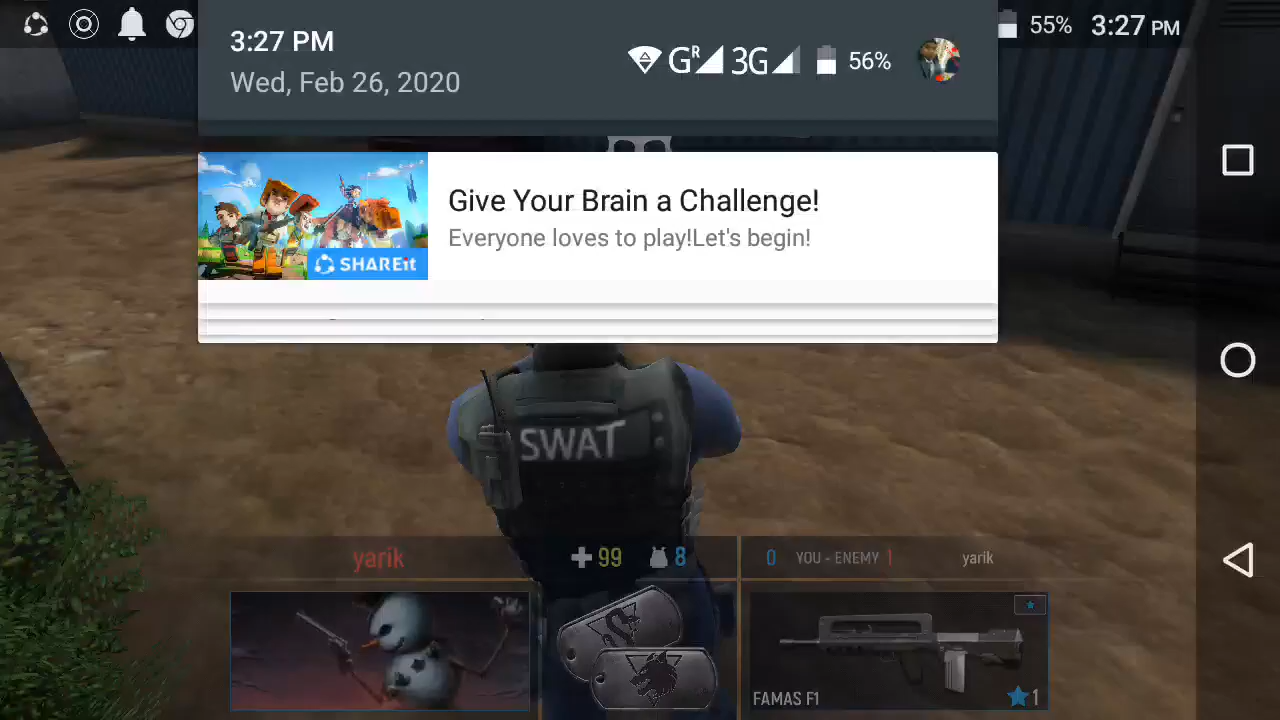 3:27 PM
Wed, Feb 26, 2020
GR 3G 56%
55% 3:27 PM
Give Your Brain a Challenge!
Everyone loves to play!Let's begin!
SHAREit
SWAT
yarik
99 8
0 YOU - ENEMY 1 yarik
FAMAS F1
1